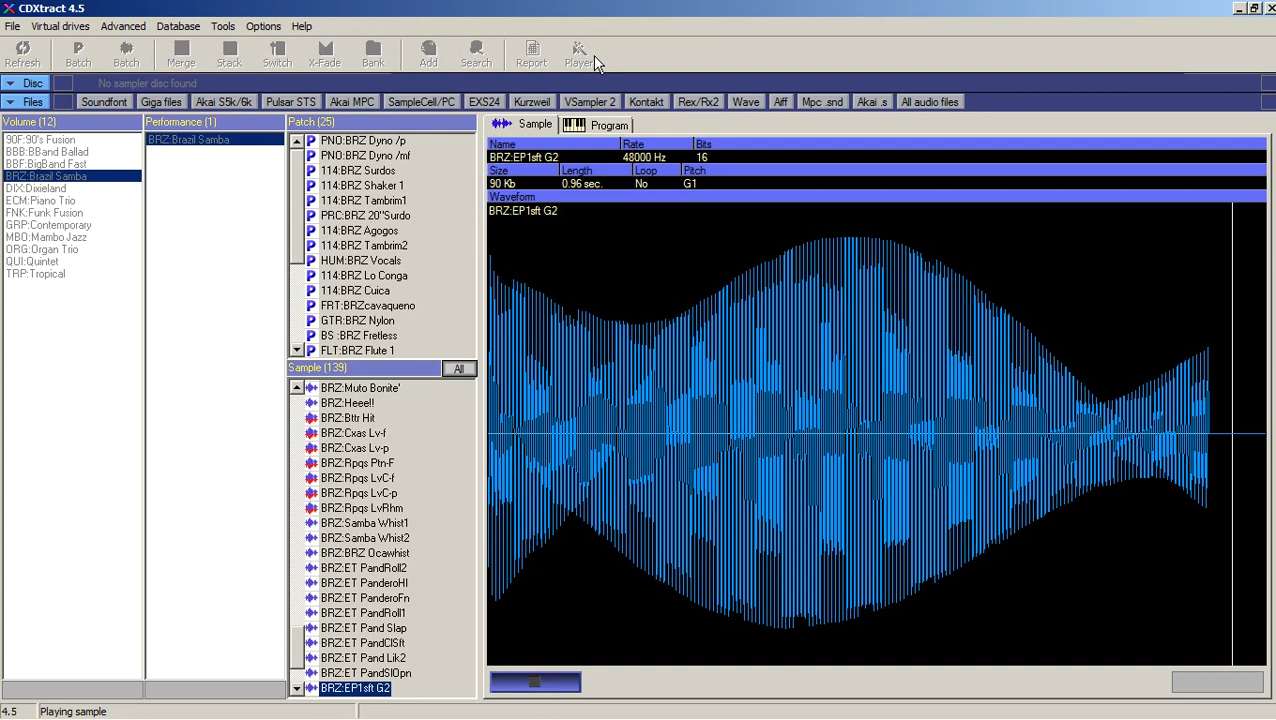 CDXtract 4.5
File Virtual drives Advanced Database Tools Options Help
Refresh Batch Batch Merge Stack Switch X-Fade Bank Add Search Report Player
Disc No sampler disc found
Files Soundfont Giga files Akai S5k/6k Pulsar STS Akai MPC SampleCell/PC EXS24 Kurzweil VSampler 2 Kontakt Rex/Rx2 Wave Aiff Mpc .snd Akai .s All audio files
Volume (12)
90F:90's Fusion
BBB:BBand Ballad
BBF:BigBand Fast
BRZ:Brazil Samba
DIX:Dixieland
ECM:Piano Trio
FNK:Funk Fusion
GRP:Contemporary
MBO:Mambo Jazz
ORG:Organ Trio
QUI:Quintet
TRP:Tropical
Performance (1)
BRZ:Brazil Samba
Patch (25)
PNO:BRZ Dyno /p
PNO:BRZ Dyno /mf
114:BRZ Surdos
114:BRZ Shaker 1
114:BRZ Tambrim1
PRC:BRZ 20"Surdo
114:BRZ Agogos
114:BRZ Tambrim2
HUM:BRZ Vocals
114:BRZ Lo Conga
114:BRZ Cuica
FRT:BRZcavaqueno
GTR:BRZ Nylon
BS :BRZ Fretless
FLT:BRZ Flute 1
Sample (139) All
BRZ:Muto Bonite'
BRZ:Heee!!
BRZ:Bttr Hit
BRZ:Cxas Lv-f
BRZ:Cxas Lv-p
BRZ:Rpqs Ptn-F
BRZ:Rpqs LvC-f
BRZ:Rpqs LvC-p
BRZ:Rpqs LvRhm
BRZ:Samba Whist1
BRZ:Samba Whist2
BRZ:BRZ Ocawhist
BRZ:ET PandRoll2
BRZ:ET PanderoHI
BRZ:ET PanderoFn
BRZ:ET PandRoll1
BRZ:ET Pand Slap
BRZ:ET PandClSft
BRZ:ET Pand Lik2
BRZ:ET PandSlOpn
BRZ:EP1sft G2
Sample Program
Name Rate Bits
BRZ:EP1sft G2 48000 Hz 16
Size Length Loop Pitch
90 Kb 0.96 sec. No G1
Waveform
BRZ:EP1sft G2
4.5 Playing sample